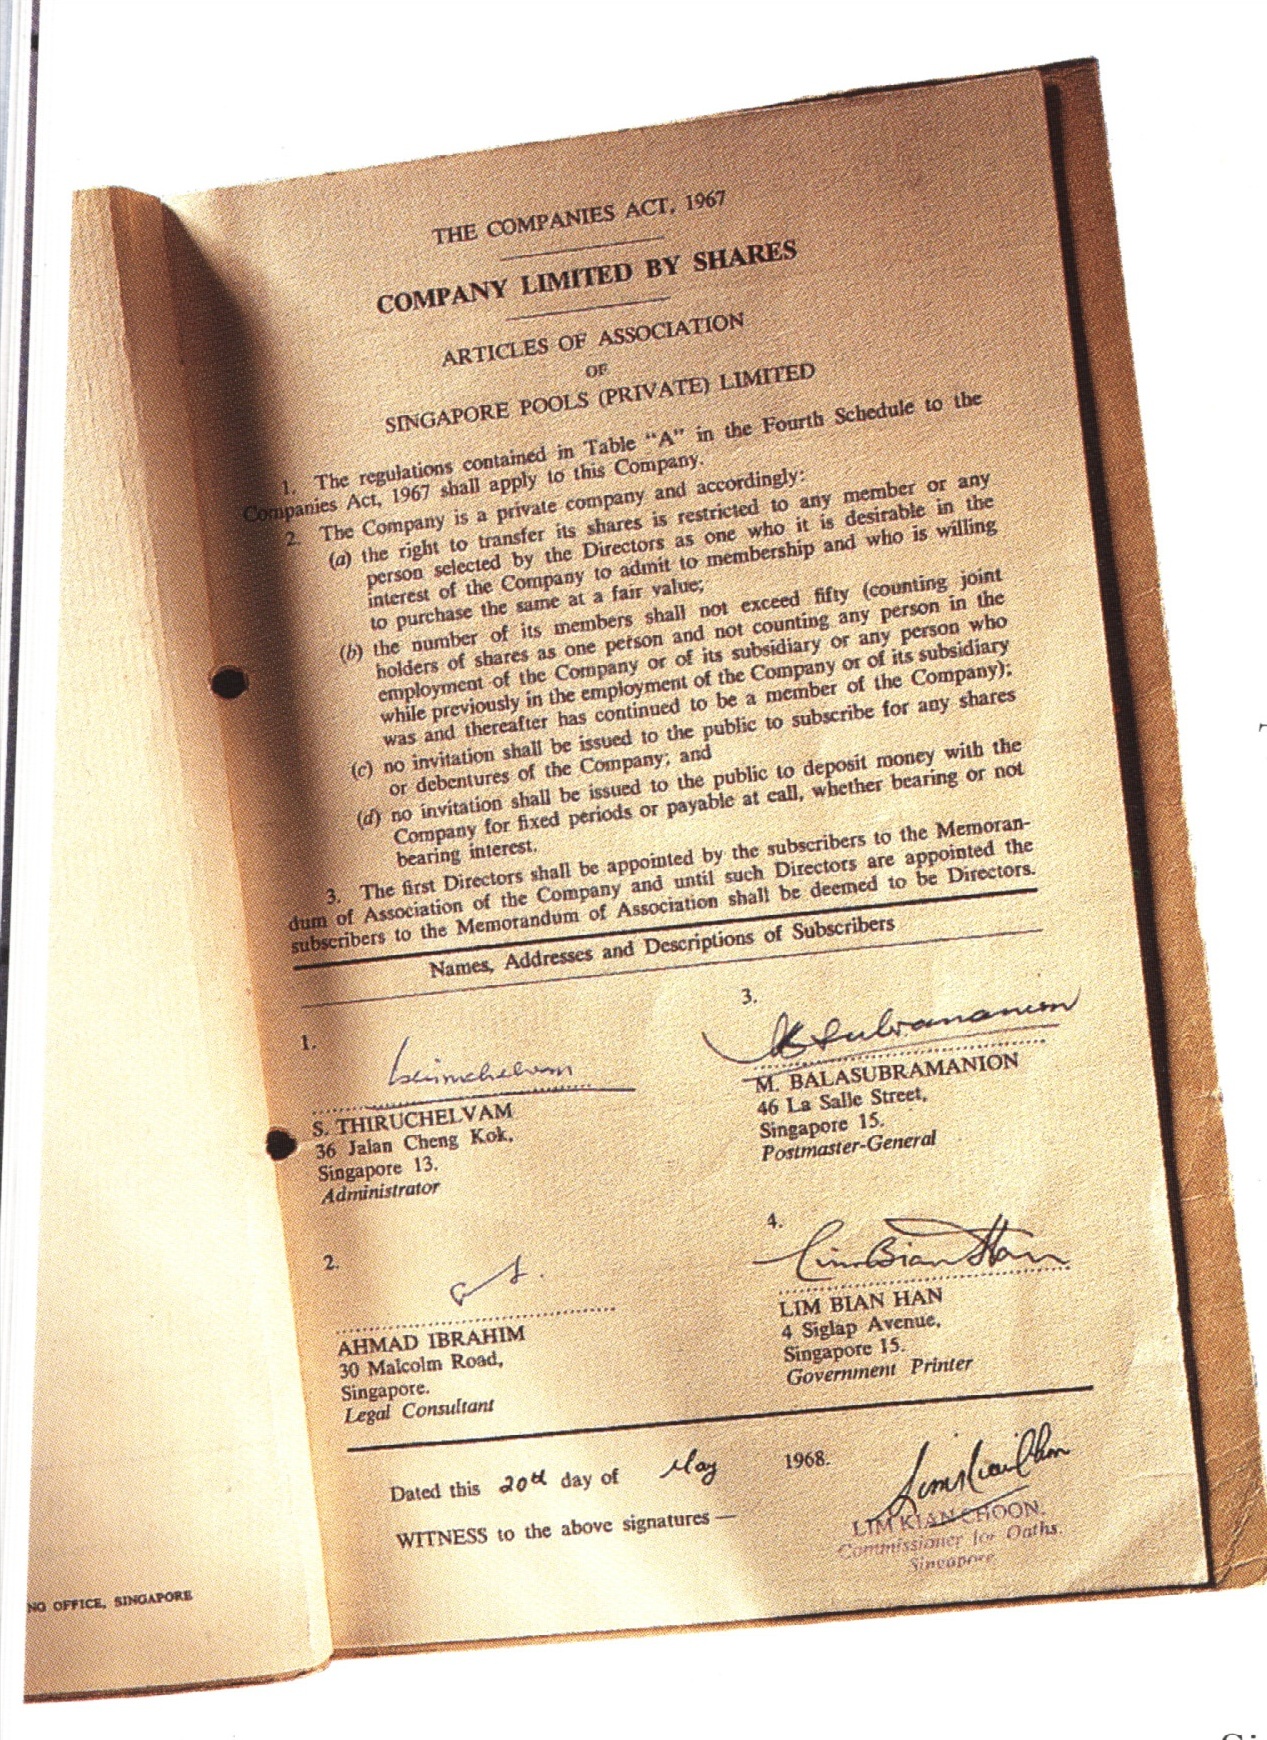 THE COMPANIES ACT, 1967
COMPANY LIMITED BY SHARES
ARTICLES OF ASSOCIATION
OF
SINGAPORE POOLS (PRIVATE) LIMITED
1. The regulations contained in Table "A" in the Fourth Schedule to the
Companies Act, 1967 shall apply to this Company.
2. The Company is a private company and accordingly:
(a) the right to transfer its shares is restricted to any member or any
person selected by the Directors as one who it is desirable in the
interest of the Company to admit to membership and who is willing
to purchase the same at a fair value;
(b) the number of its members shall not exceed fifty (counting joint
holders of shares as one person and not counting any person in the
employment of the Company or of its subsidiary or any person who
while previously in the employment of the Company or of its subsidiary
was and thereafter has continued to be a member of the Company);
(c) no invitation shall be issued to the public to subscribe for any shares
or debentures of the Company; and
(d) no invitation shall be issued to the public to deposit money with the
Company for fixed periods or payable at call, whether bearing or not
bearing interest.
3. The first Directors shall be appointed by the subscribers to the Memoran-
dum of Association of the Company and until such Directors are appointed the
subscribers to the Memorandum of Association shall be deemed to be Directors.
Names, Addresses and Descriptions of Subscribers
1.
S. THIRUCHELVAM
36 Jalan Cheng Kok,
Singapore 13.
Administrator
2.
AHMAD IBRAHIM
30 Malcolm Road,
Singapore.
Legal Consultant
3.
M. BALASUBRAMANION
46 La Salle Street,
Singapore 15.
Postmaster-General
4.
Lim Bian Han
LIM BIAN HAN
4 Siglap Avenue,
Singapore 15.
Government Printer
Dated this 20th day of May 1968.
WITNESS to the above signatures—
LIM KIAN CHOON,
Commissioner for Oaths,
Singapore
NG OFFICE, SINGAPORE